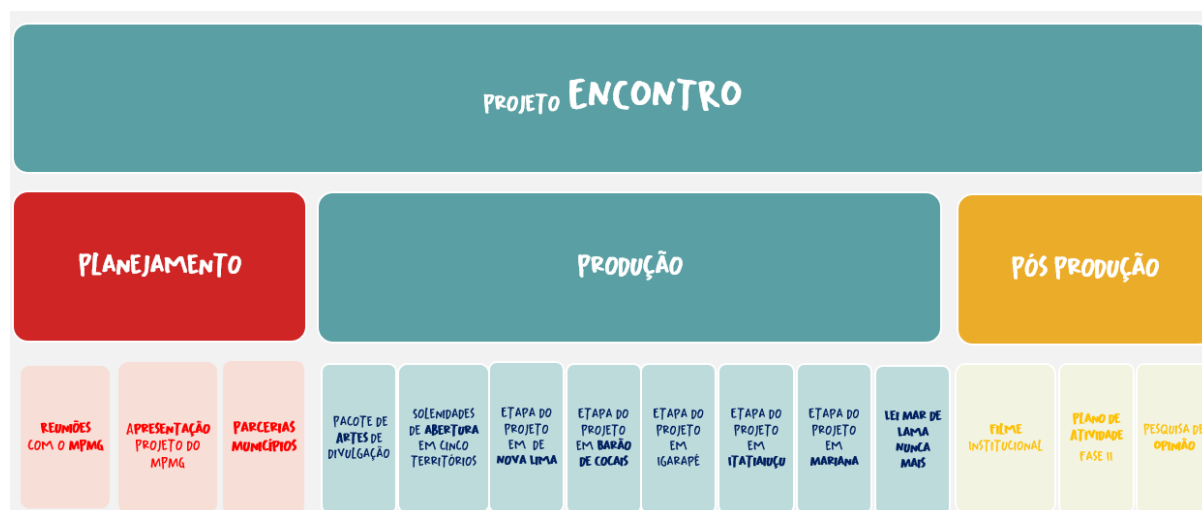 PROJETO ENCONTRO
PLANEJAMENTO
PRODUÇÃO
PÓS PRODUÇÃO
REUNIÕES
COM O MPMG
APRESENTAÇÃO
PROJETO DO
MPMG
PARCERIAS
MUNICÍPIOS
PACOTE DE
ARTES DE
DIVULGAÇÃO
SOLENIDADES
DE ABERTURA
EM CINCO
TERRITÓRIOS
ETAPA DO
PROJETO
EM DE
NOVA LIMA
ETAPA DO
PROJETO
EM BARÃO
DE COCAIS
ETAPA DO
PROJETO
EM
IGARAPÉ
ETAPA DO
PROJETO
EM
ITATIAIUÇU
ETAPA DO
PROJETO
EM
MARIANA
LEI MAR DE
LAMA
NUNCA
MAIS
FILME
INSTITUCIONAL
PLANO DE
ATIVIDADE
FASE II
PESQUISA DE
OPINIÃO